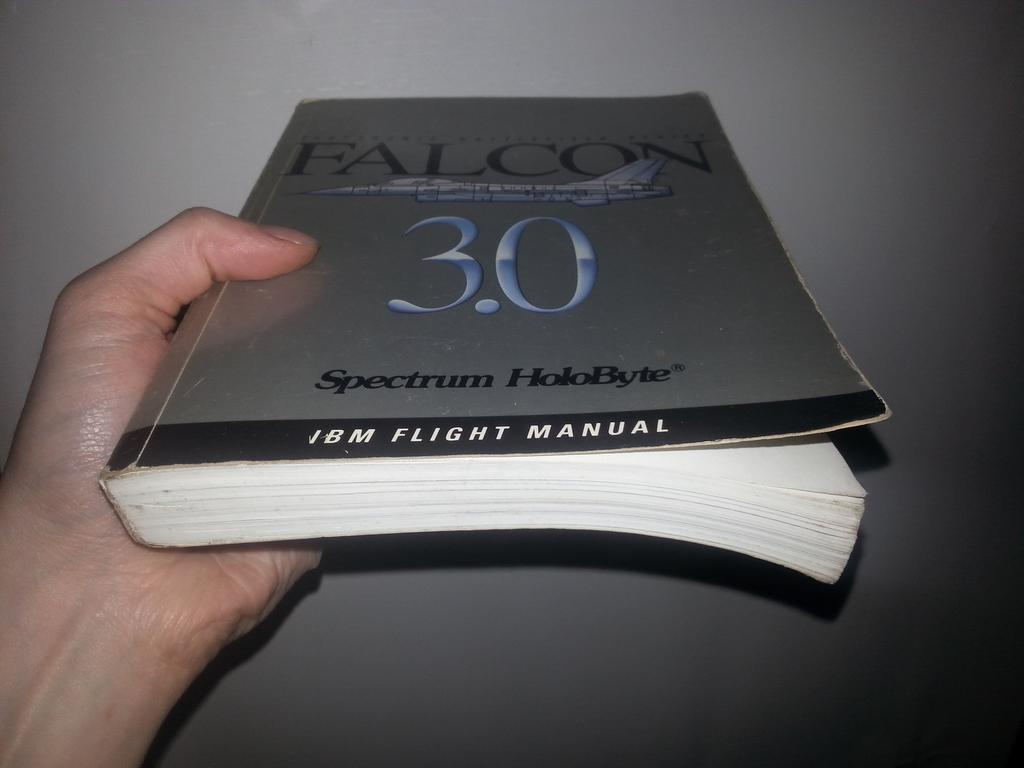 FALCON
3.0
Spectrum HoloByte®
IBM FLIGHT MANUAL